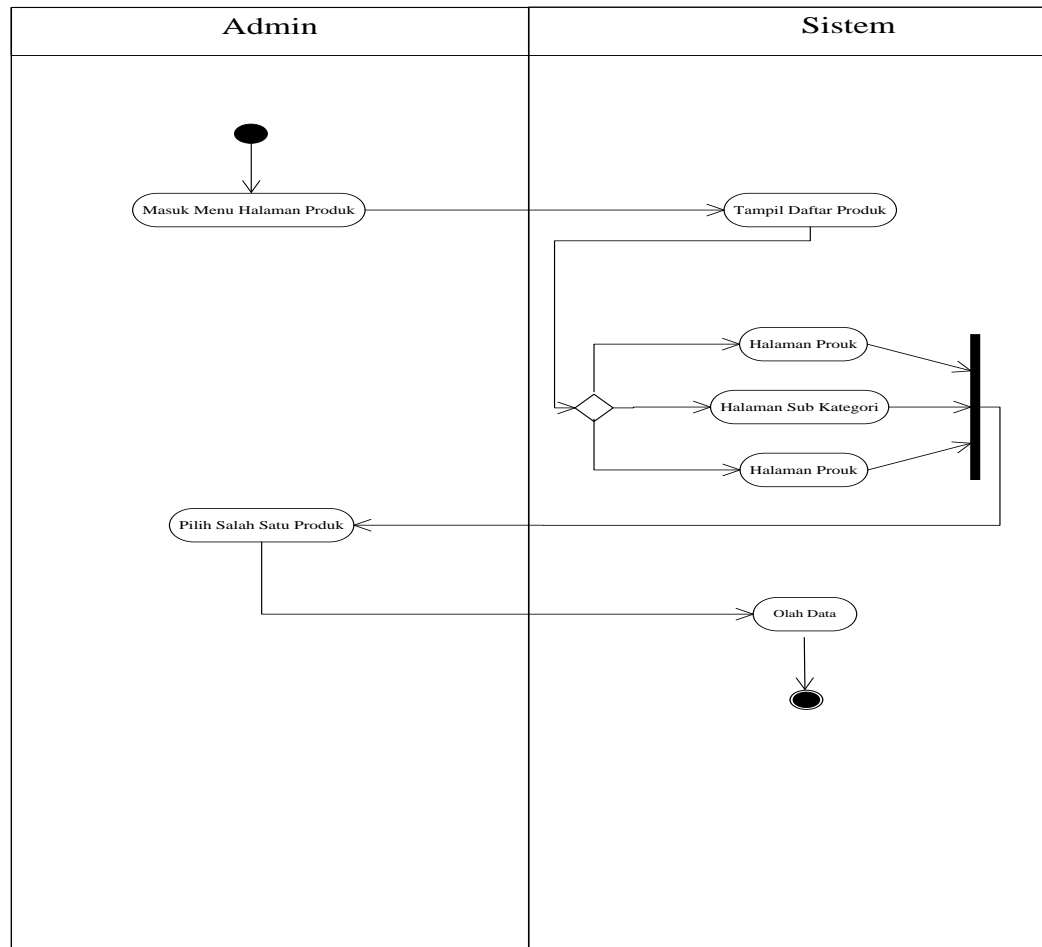 Admin
Sistem
Masuk Menu Halaman Produk
Tampil Daftar Produk
Halaman Prouk
Halaman Sub Kategori
Halaman Prouk
Pilih Salah Satu Produk
Olah Data